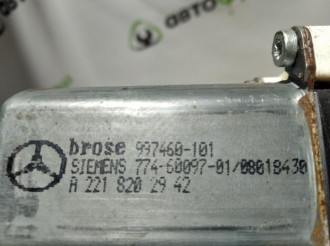 brose 997460-101
SIEMENS 774-60097-01/08018430
A 221 820 29 42